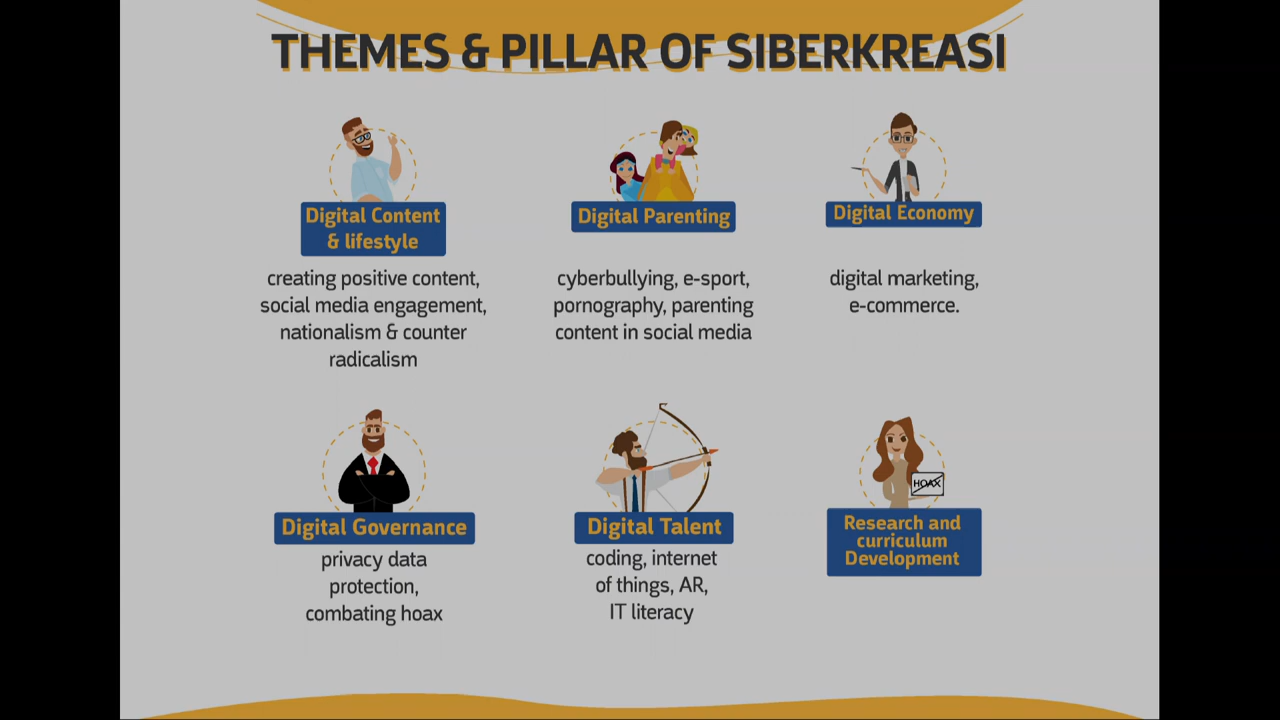 THEMES & PILLAR OF SIBERKREASI
Digital Content
& lifestyle
creating positive content,
social media engagement,
nationalism & counter
radicalism
Digital Parenting
cyberbullying, e-sport,
pornography, parenting
content in social media
Digital Economy
digital marketing,
e-commerce.
Digital Governance
privacy data
protection,
combating hoax
Digital Talent
coding, internet
of things, AR,
IT literacy
HOAX
Research and
curriculum
Development